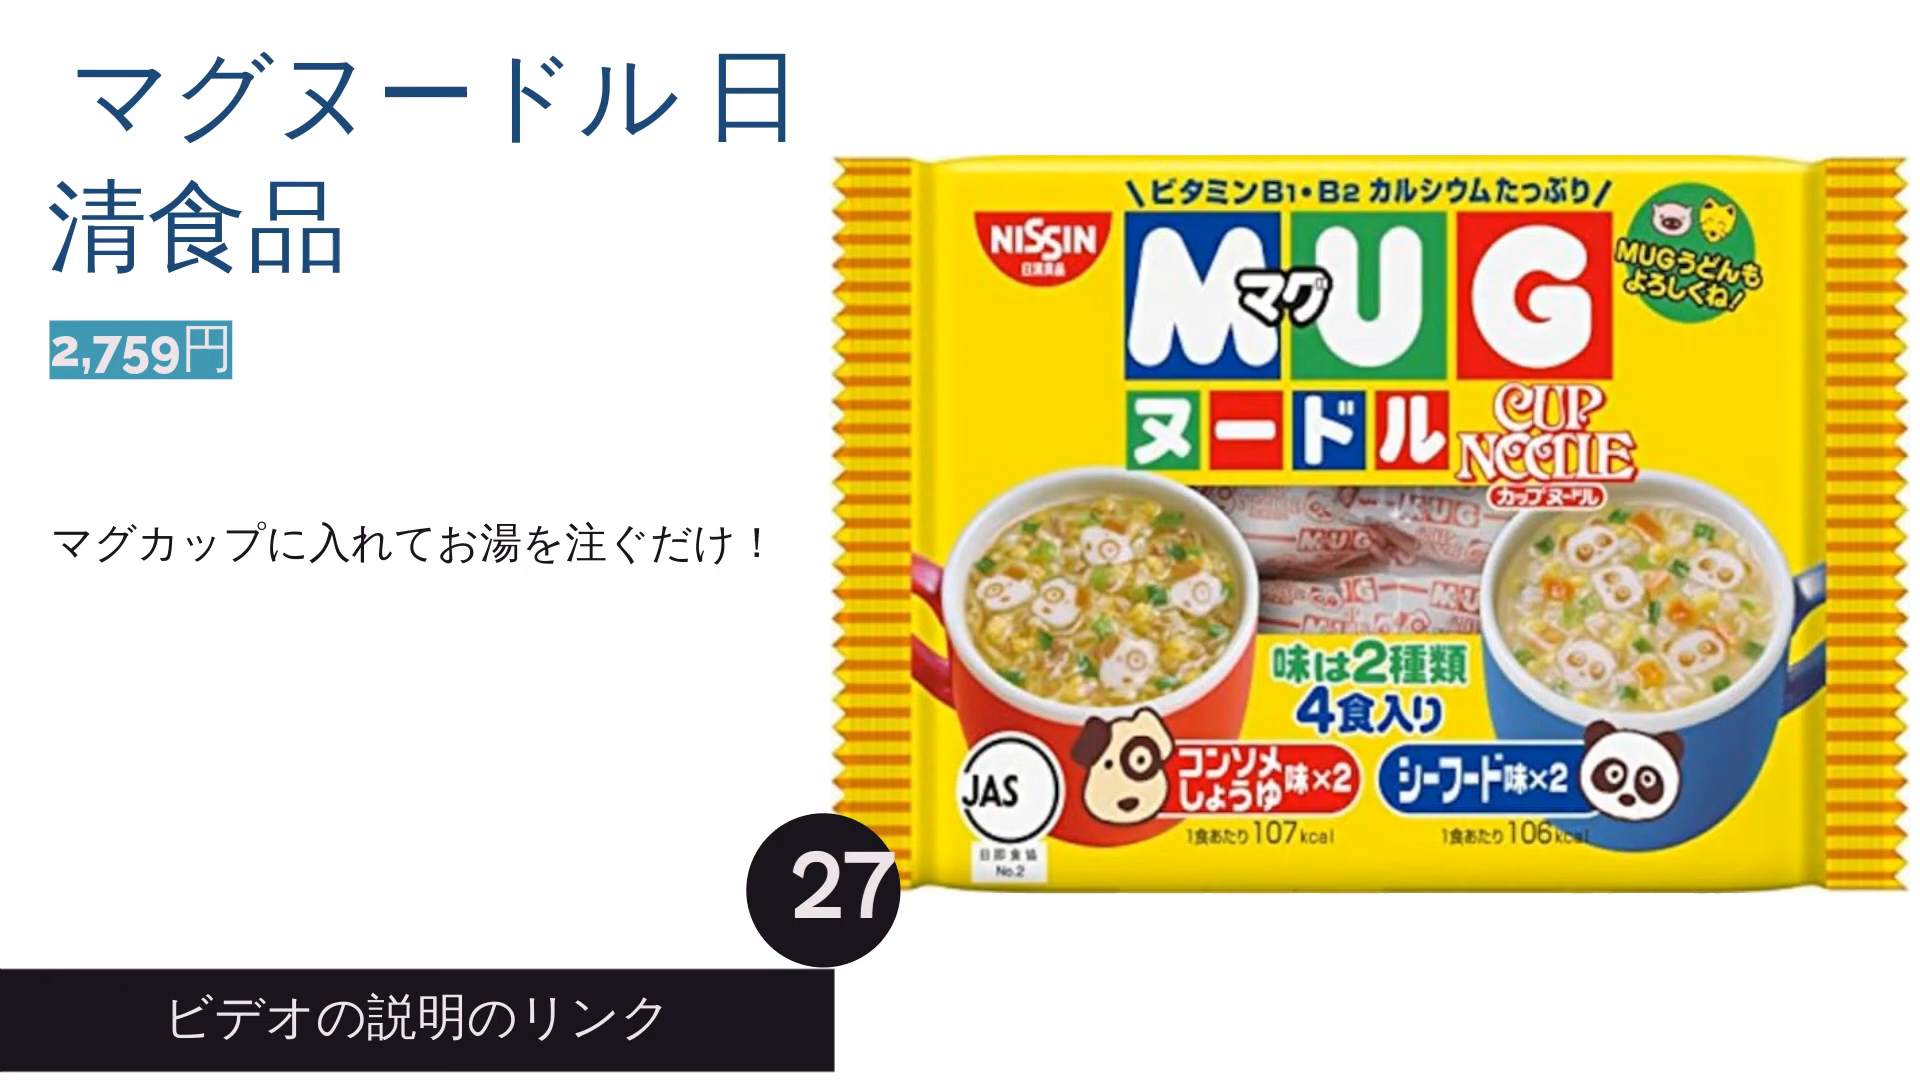 マグヌードル 日
清食品
2,759円
マグカップに入れてお湯を注ぐだけ！
27
ビデオの説明のリンク
\ビタミンB1・B2 カルシウムたっぷり/
NISSIN
日清食品
MUG
マグ
ヌードル
CUP
NOODLE
カップヌードル
MUGうどんも
よろしくね!
味は2種類
4食入り
コンソメ
しょうゆ味×2
1食あたり107kcal
シーフード味×2
1食あたり106kcal
JAS
日即食協
No.2